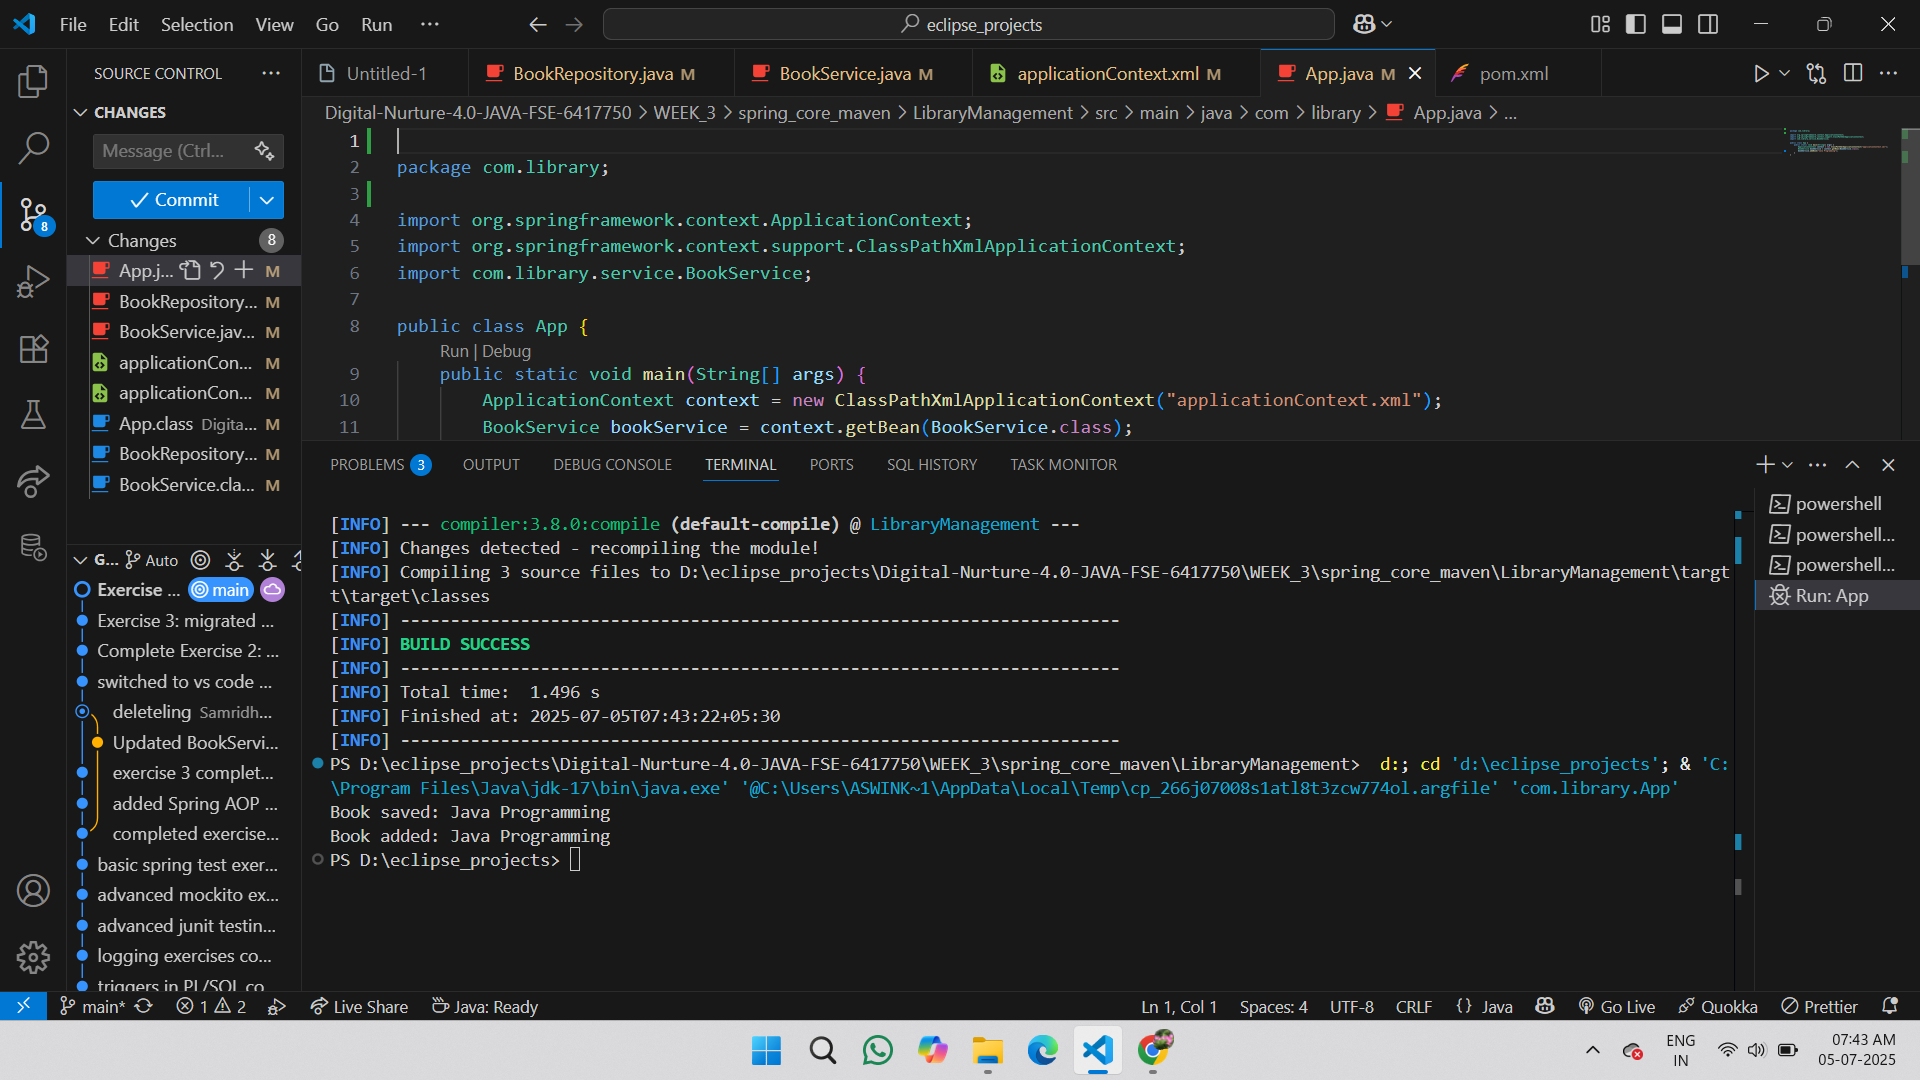 File Edit Selection View Go Run ···
eclipse_projects
SOURCE CONTROL ···
CHANGES
Message (Ctrl...
Commit
Changes 8
8
App.j... M
BookRepository... M
BookService.jav... M
applicationCon... M
applicationCon... M
App.class Digita... M
BookRepository... M
BookService.cla... M
G... Auto
Exercise ... main
Exercise 3: migrated ...
Complete Exercise 2: ...
switched to vs code ...
deleteling Samridh...
Updated BookServi...
exercise 3 complet...
added Spring AOP ...
completed exercise...
basic spring test exer...
advanced mockito ex...
advanced junit testin...
logging exercises co...
triggers in PL/SQL co...
Untitled-1 BookRepository.java M BookService.java M applicationContext.xml M App.java M pom.xml
Digital-Nurture-4.0-JAVA-FSE-6417750 > WEEK_3 > spring_core_maven > LibraryManagement > src > main > java > com > library > App.java > ...
1
2 package com.library;
3
4 import org.springframework.context.ApplicationContext;
5 import org.springframework.context.support.ClassPathXmlApplicationContext;
6 import com.library.service.BookService;
7
8 public class App {
Run | Debug
9 public static void main(String[] args) {
10 ApplicationContext context = new ClassPathXmlApplicationContext("applicationContext.xml");
11 BookService bookService = context.getBean(BookService.class);
PROBLEMS 3 OUTPUT DEBUG CONSOLE TERMINAL PORTS SQL HISTORY TASK MONITOR
[INFO] --- compiler:3.8.0:compile (default-compile) @ LibraryManagement ---
[INFO] Changes detected - recompiling the module!
[INFO] Compiling 3 source files to D:\eclipse_projects\Digital-Nurture-4.0-JAVA-FSE-6417750\WEEK_3\spring_core_maven\LibraryManagement\targt
t\target\classes
[INFO] ------------------------------------------------------------------------
[INFO] BUILD SUCCESS
[INFO] ------------------------------------------------------------------------
[INFO] Total time:  1.496 s
[INFO] Finished at: 2025-07-05T07:43:22+05:30
[INFO] ------------------------------------------------------------------------
PS D:\eclipse_projects\Digital-Nurture-4.0-JAVA-FSE-6417750\WEEK_3\spring_core_maven\LibraryManagement>  d:; cd 'd:\eclipse_projects'; & 'C:
\Program Files\Java\jdk-17\bin\java.exe' '@C:\Users\ASWINK~1\AppData\Local\Temp\cp_266j07008s1atl8t3zcw774ol.argfile' 'com.library.App'
Book saved: Java Programming
Book added: Java Programming
PS D:\eclipse_projects>
powershell
powershell...
powershell...
Run: App
main* 1 2 Live Share Java: Ready Ln 1, Col 1 Spaces: 4 UTF-8 CRLF {} Java Go Live Quokka Prettier
ENG
IN
07:43 AM
05-07-2025